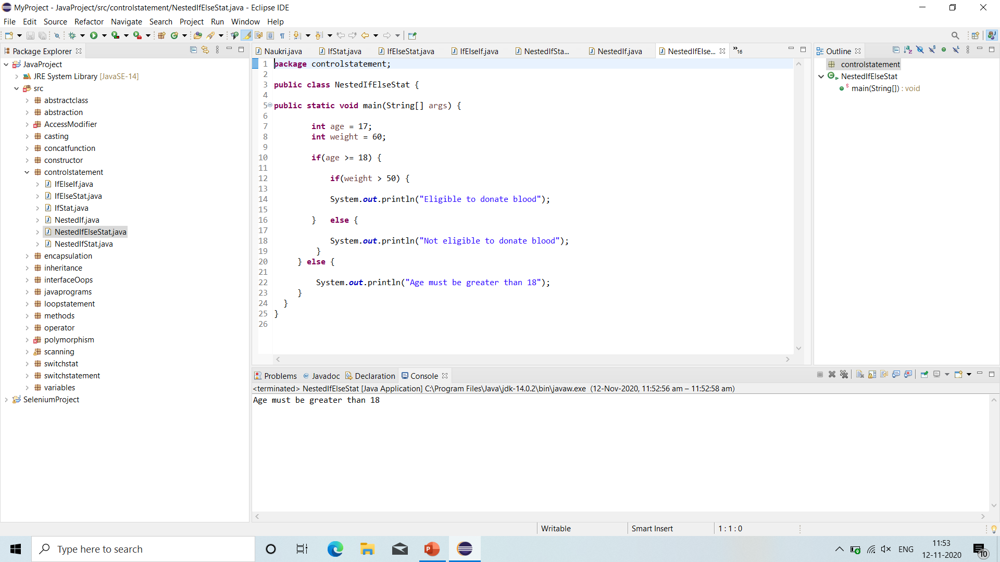 MyProject - JavaProject/src/controlstatement/NestedIfElseStat.java - Eclipse IDE
File Edit Source Refactor Navigate Search Project Run Window Help
Package Explorer
JavaProject
JRE System Library [JavaSE-14]
src
abstractclass
abstraction
AccessModifier
casting
concatfunction
constructor
controlstatement
IfElseIf.java
IfElseStat.java
IfStat.java
NestedIf.java
NestedIfElseStat.java
NestedIfStat.java
encapsulation
inheritance
interfaceOops
javaprograms
loopstatement
methods
operator
polymorphism
scanning
switchstat
switchstatement
variables
SeleniumProject
Naukri.java IfStat.java IfElseStat.java IfElseIf.java NestedIfSta... NestedIf.java NestedIfElse... »16
1 package controlstatement;
2
3 public class NestedIfElseStat {
4
5 public static void main(String[] args) {
6
7 int age = 17;
8 int weight = 60;
9
10 if(age >= 18) {
11
12 if(weight > 50) {
13
14 System.out.println("Eligible to donate blood");
15
16 } else {
17
18 System.out.println("Not eligible to donate blood");
19 }
20 } else {
21
22 System.out.println("Age must be greater than 18");
23 }
24 }
25 }
26
Outline
controlstatement
NestedIfElseStat
main(String[]) : void
Problems @ Javadoc Declaration Console
<terminated> NestedIfElseStat [Java Application] C:\Program Files\Java\jdk-14.0.2\bin\javaw.exe (12-Nov-2020, 11:52:56 am – 11:52:58 am)
Age must be greater than 18
Writable Smart Insert 1 : 1 : 0
Type here to search
ENG
11:53
12-11-2020
10